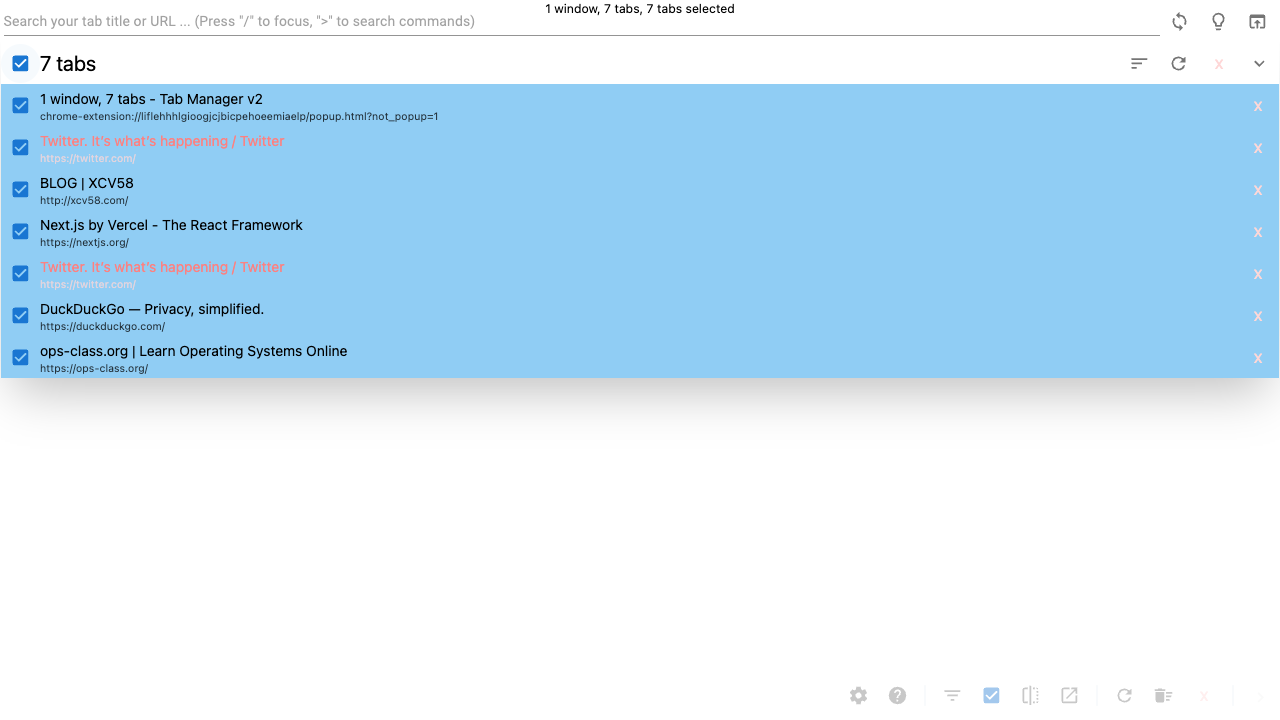 1 window, 7 tabs, 7 tabs selected
Search your tab title or URL ... (Press "/" to focus, ">" to search commands)
7 tabs
x
1 window, 7 tabs - Tab Manager v2
x
chrome-extension://liflehhhlgioogjcjbicpehoeemiaelp/popup.html?not_popup=1
Twitter. It's what's happening / Twitter
x
https://twitter.com/
BLOG | XCV58
x
http://xcv58.com/
Next.js by Vercel - The React Framework
x
https://nextjs.org/
Twitter. It's what's happening / Twitter
x
https://twitter.com/
DuckDuckGo — Privacy, simplified.
x
https://duckduckgo.com/
ops-class.org | Learn Operating Systems Online
x
https://ops-class.org/
x